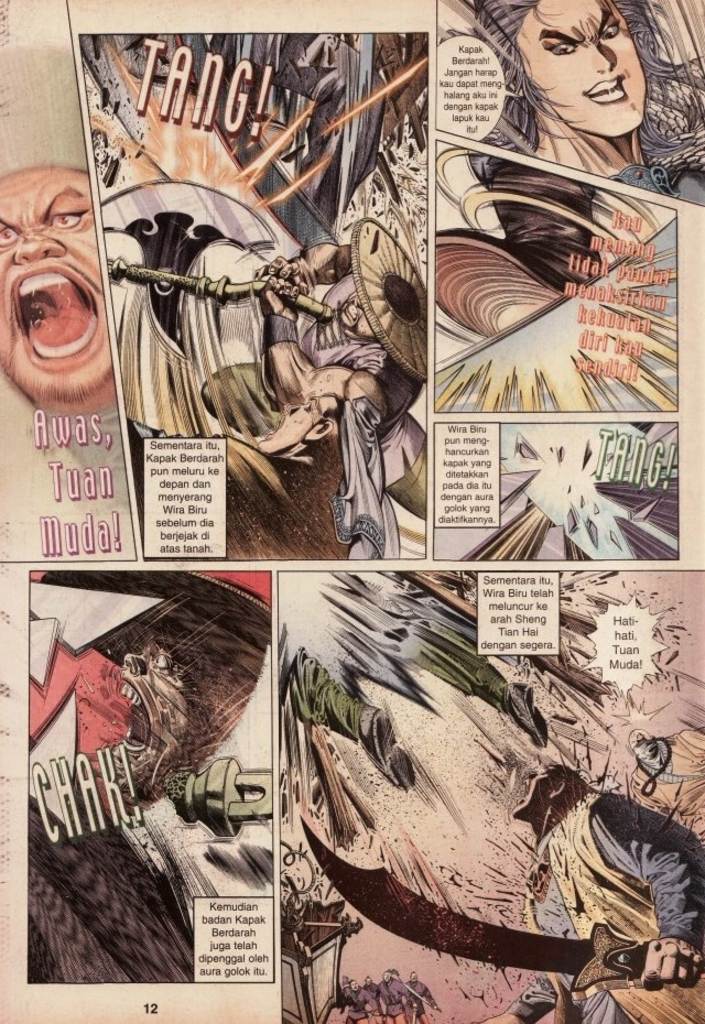 Awas,
Tuan
Muda!
TANG!
Sementara itu,
Kapak Berdarah
pun meluru ke
depan dan
menyerang
Wira Biru
sebelum dia
berjejak di
atas tanah.
Kapak
Berdarah!
Jangan harap
kau dapat meng-
halang aku ini
dengan kapak
lapuk kau
itu!
Kau
memang
tidak pandai
menaksirkan
kekuatan
diri kau
sendiri!
Wira Biru
pun meng-
hancurkan
kapak yang
ditetakkan
pada dia itu
dengan aura
golok yang
diaktifkannya.
TANG!
CHAK!
Kemudian
badan Kapak
Berdarah
juga telah
dipenggal oleh
aura golok itu.
Sementara itu,
Wira Biru telah
meluncur ke
arah Sheng
Tian Hai
dengan segera.
Hati-
hati,
Tuan
Muda!
12